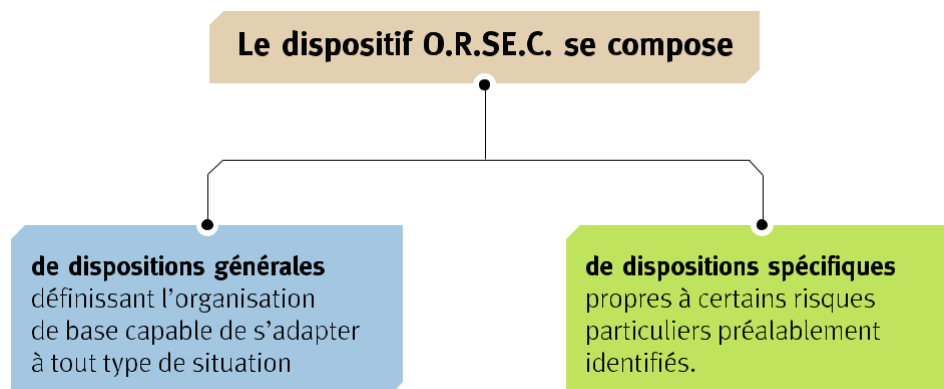 Le dispositif O.R.SE.C. se compose
de dispositions générales
définissant l'organisation
de base capable de s'adapter
à tout type de situation
de dispositions spécifiques
propres à certains risques
particuliers préalablement
identifiés.